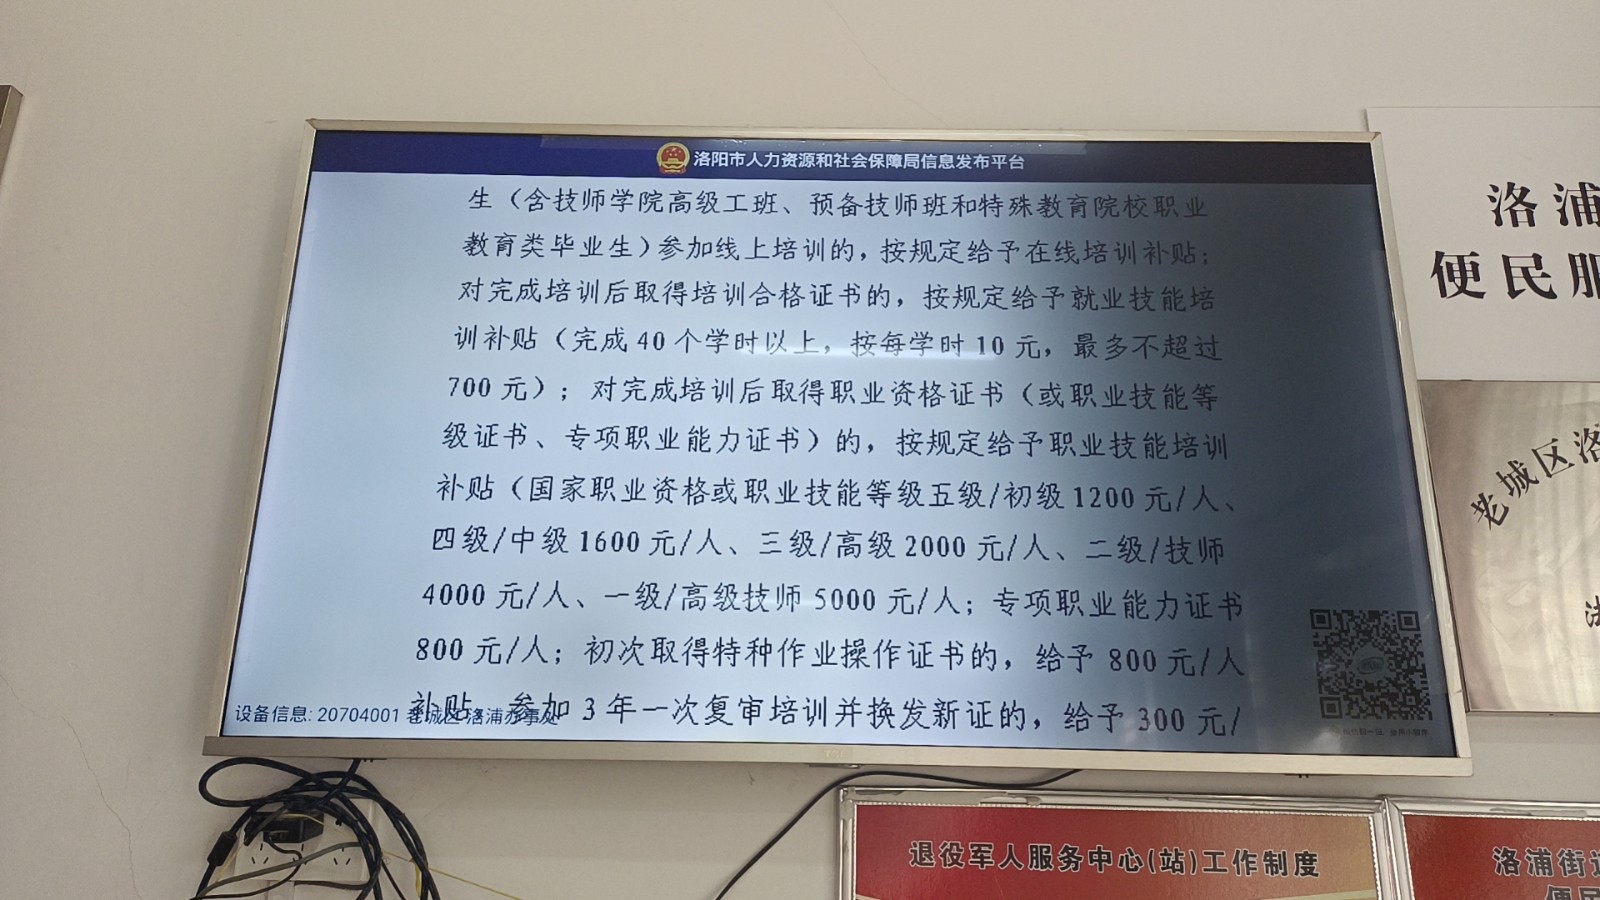 洛阳市人力资源和社会保障局信息发布平台
生（含技师学院高级工班、预备技师班和特殊教育院校职业
教育类毕业生）参加线上培训的，按规定给予在线培训补贴；
对完成培训后取得培训合格证书的，按规定给予就业技能培
训补贴（完成40个学时以上，按每学时10元，最多不超过
700元）；对完成培训后取得职业资格证书（或职业技能等
级证书、专项职业能力证书）的，按规定给予职业技能培训
补贴（国家职业资格或职业技能等级五级/初级1200元/人、
四级/中级1600元/人、三级/高级2000元/人、二级/技师
4000元/人、一级/高级技师5000元/人；专项职业能力证书
800元/人；初次取得特种作业操作证书的，给予800元/人
补贴，参加3年一次复审培训并换发新证的，给予300元/
设备信息: 20704001 老城区 洛浦办事处
洛浦
便民服
老城区洛
退役军人服务中心(站)工作制度
洛浦街道
便民